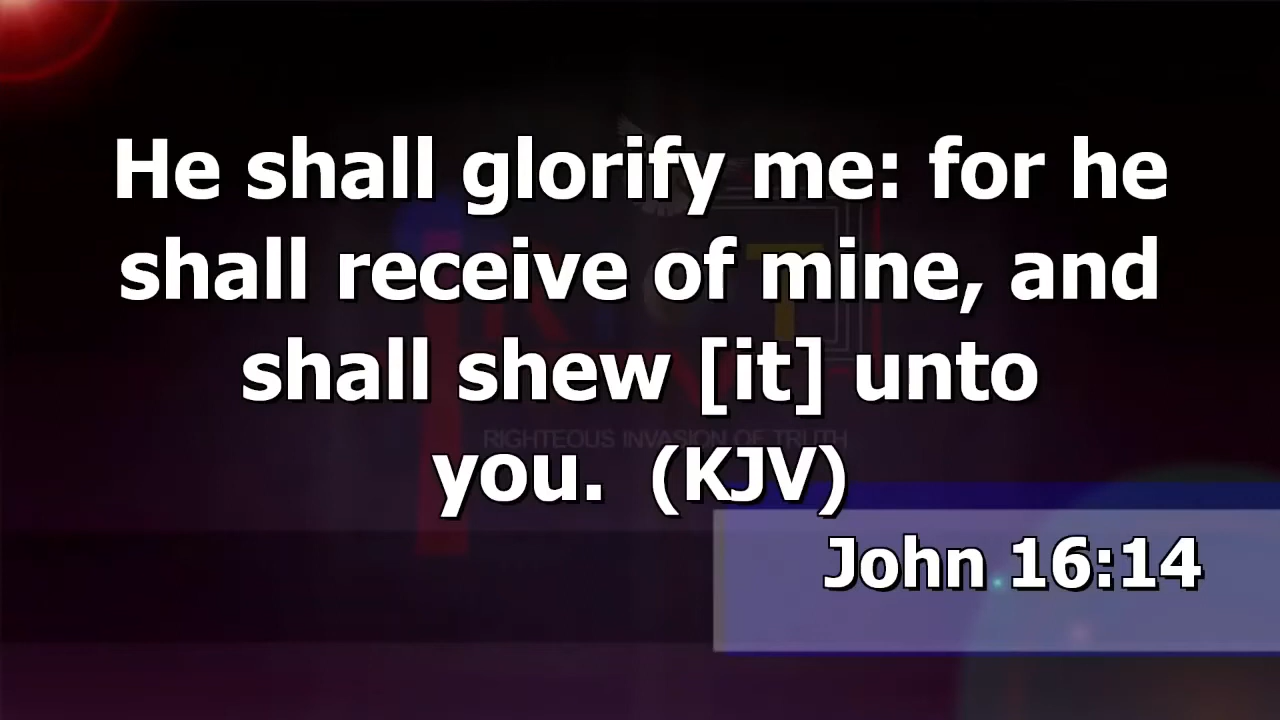 He shall glorify me: for he
shall receive of mine, and
shall shew [it] unto
RIGHTEOUS INVASION OF TRUTH
you.  (KJV)
John 16:14